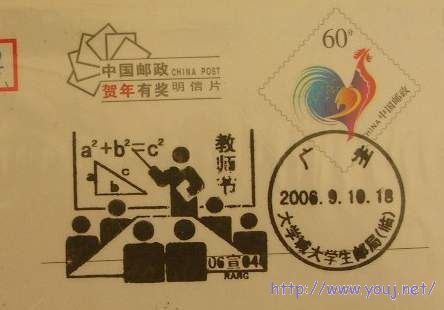 60分
中国邮政 CHINA POST
贺年有奖明信片
CHINA 中国邮政
a²+b²=c²
教师节
a
c
b
06宣044
广州
2006.9.10.18
大学城大学生邮局(临)
http://www.youj.net/